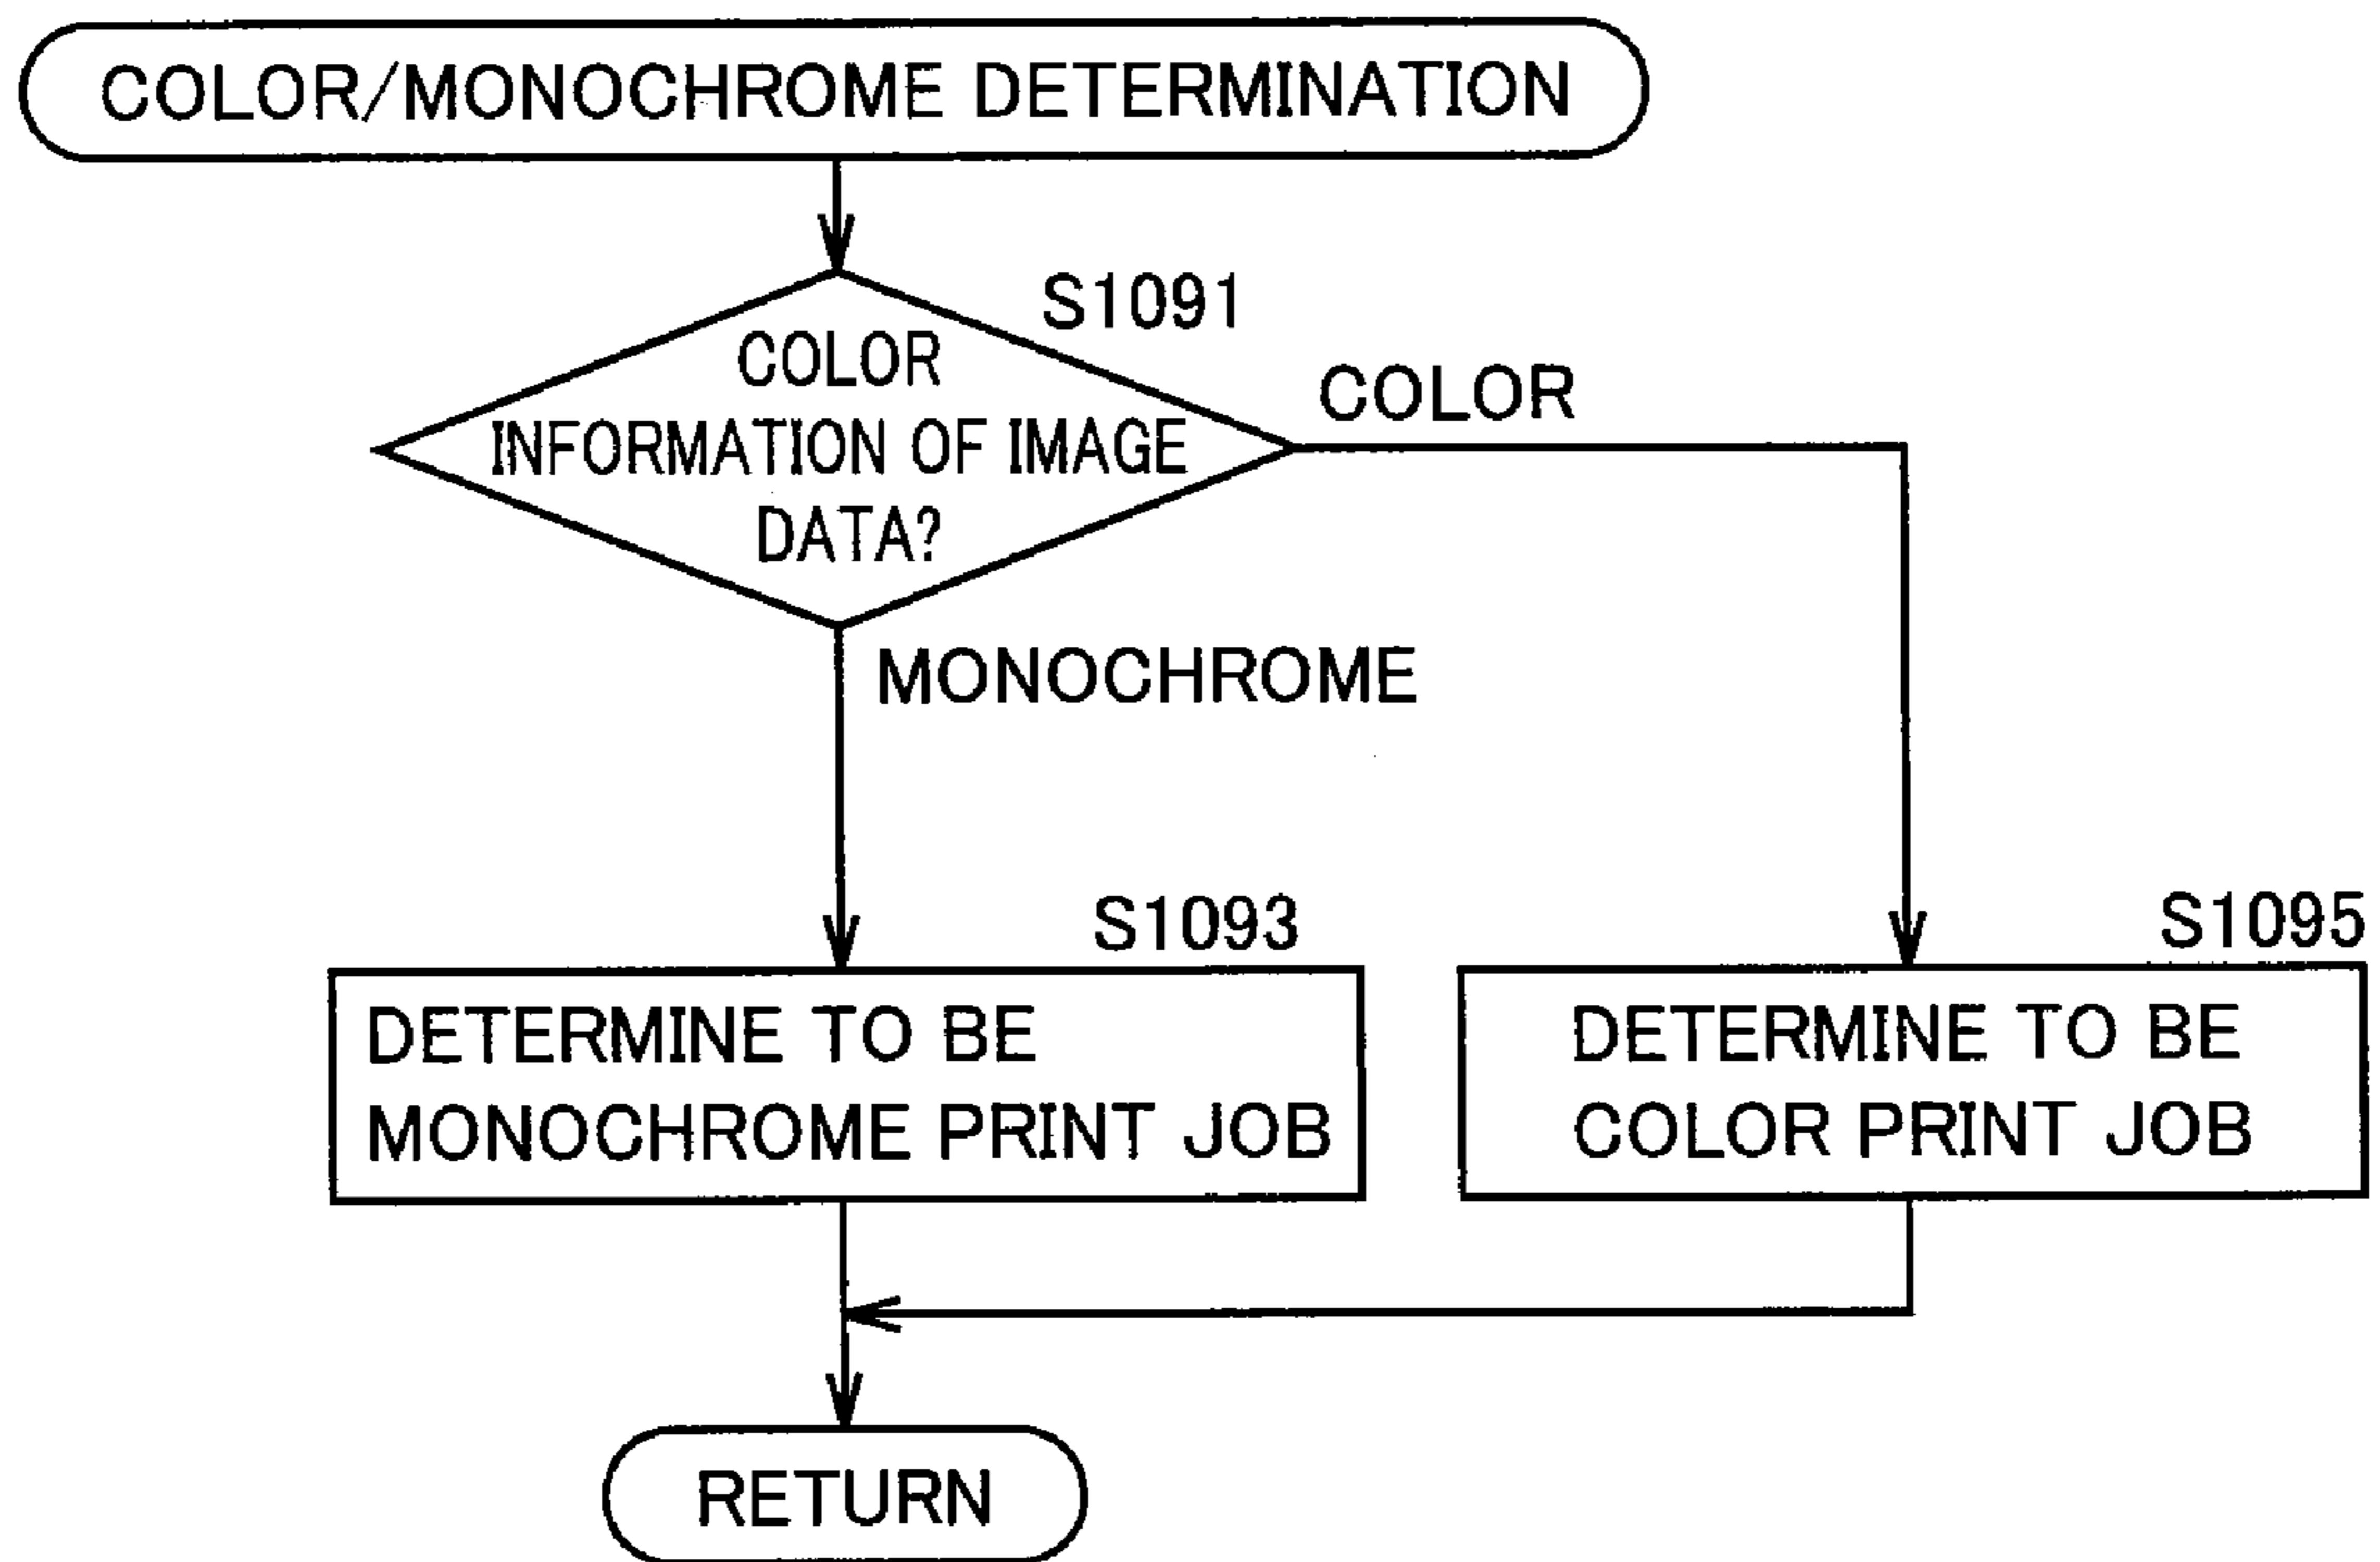 COLOR/MONOCHROME DETERMINATION
S1091
COLOR
INFORMATION OF IMAGE
DATA?
COLOR
MONOCHROME
S1093
DETERMINE TO BE
MONOCHROME PRINT JOB
S1095
DETERMINE TO BE
COLOR PRINT JOB
RETURN